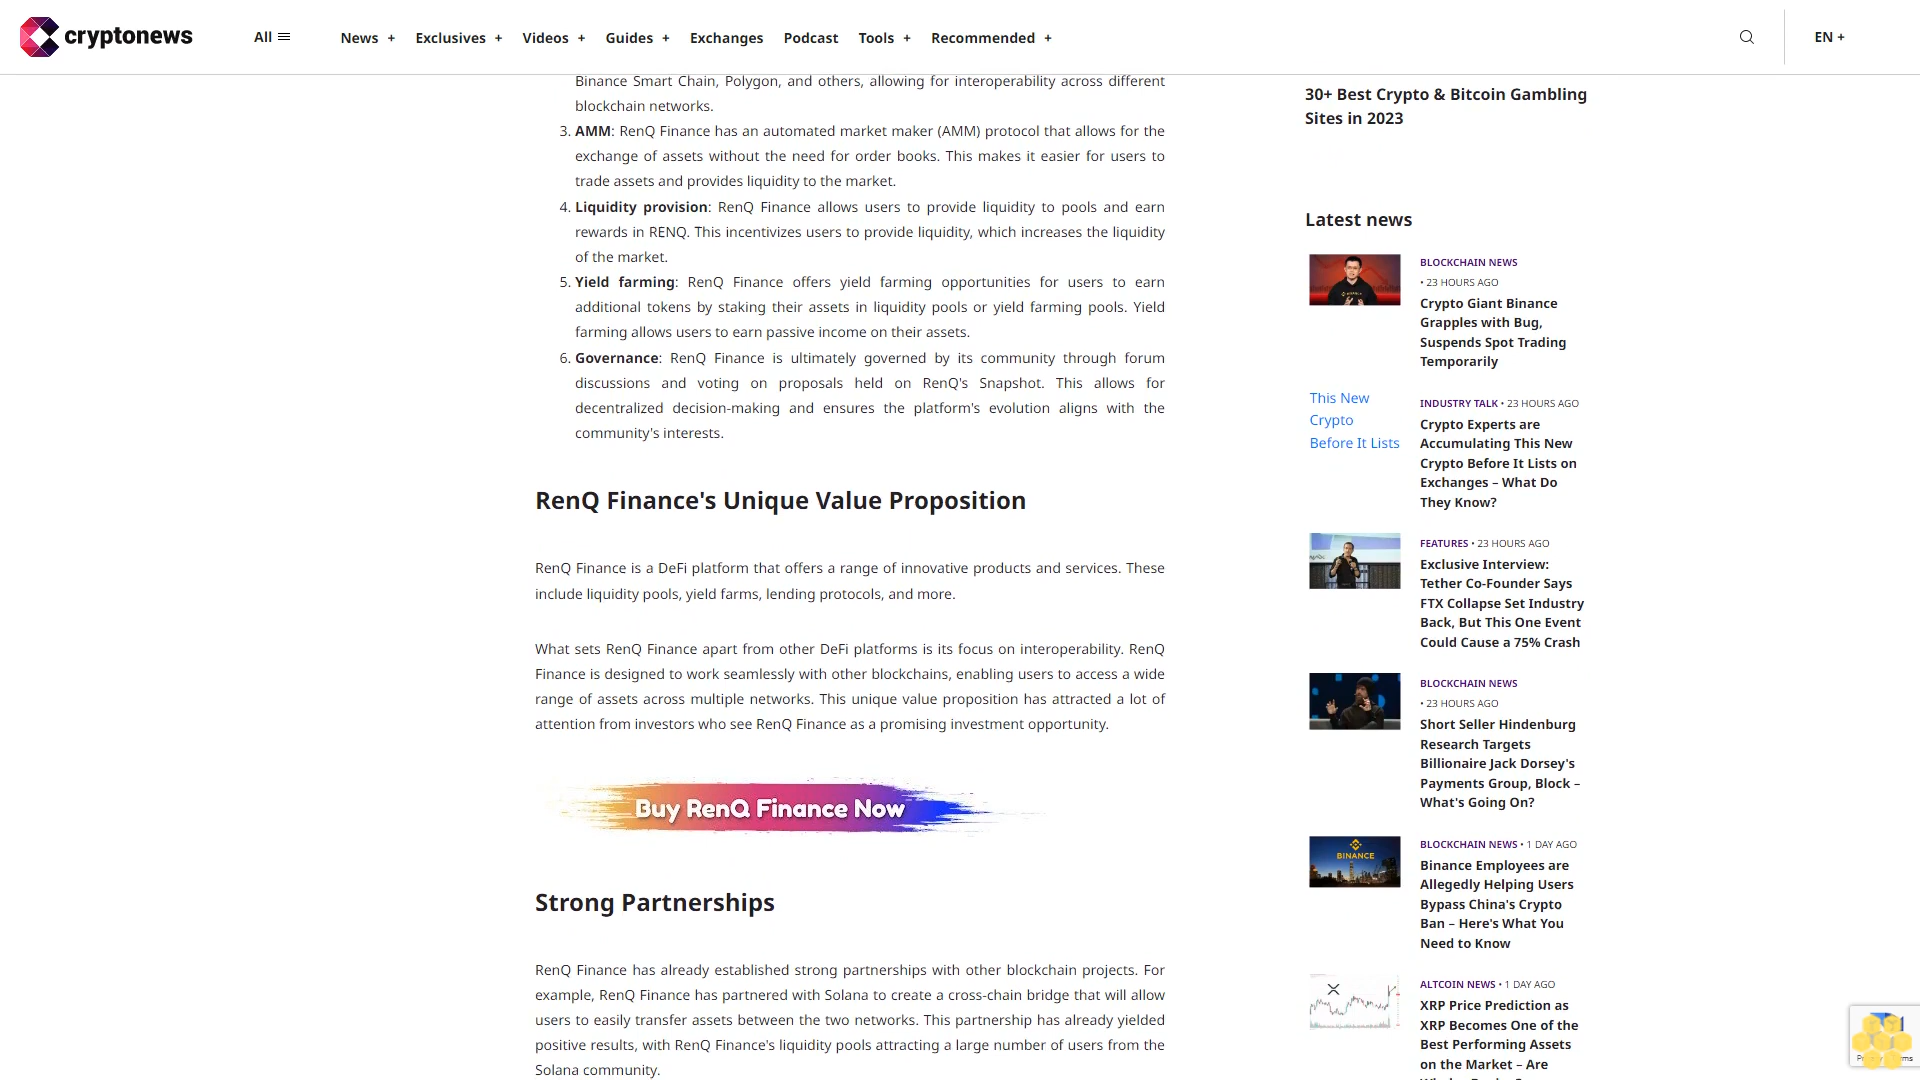 cryptonews
All
News +
Exclusives +
Videos +
Guides +
Exchanges
Podcast
Tools +
Recommended +
EN +
Binance Smart Chain, Polygon, and others, allowing for interoperability across different
blockchain networks.
3. AMM: RenQ Finance has an automated market maker (AMM) protocol that allows for the
exchange of assets without the need for order books. This makes it easier for users to
trade assets and provides liquidity to the market.
4. Liquidity provision: RenQ Finance allows users to provide liquidity to pools and earn
rewards in RENQ. This incentivizes users to provide liquidity, which increases the liquidity
of the market.
5. Yield farming: RenQ Finance offers yield farming opportunities for users to earn
additional tokens by staking their assets in liquidity pools or yield farming pools. Yield
farming allows users to earn passive income on their assets.
6. Governance: RenQ Finance is ultimately governed by its community through forum
discussions and voting on proposals held on RenQ's Snapshot. This allows for
decentralized decision-making and ensures the platform's evolution aligns with the
community's interests.
RenQ Finance's Unique Value Proposition
RenQ Finance is a DeFi platform that offers a range of innovative products and services. These
include liquidity pools, yield farms, lending protocols, and more.
What sets RenQ Finance apart from other DeFi platforms is its focus on interoperability. RenQ
Finance is designed to work seamlessly with other blockchains, enabling users to access a wide
range of assets across multiple networks. This unique value proposition has attracted a lot of
attention from investors who see RenQ Finance as a promising investment opportunity.
Buy RenQ Finance Now
Strong Partnerships
RenQ Finance has already established strong partnerships with other blockchain projects. For
example, RenQ Finance has partnered with Solana to create a cross-chain bridge that will allow
users to easily transfer assets between the two networks. This partnership has already yielded
positive results, with RenQ Finance's liquidity pools attracting a large number of users from the
Solana community.
30+ Best Crypto & Bitcoin Gambling
Sites in 2023
Latest news
BLOCKCHAIN NEWS
• 23 HOURS AGO
Crypto Giant Binance
Grapples with Bug,
Suspends Spot Trading
Temporarily
This New
Crypto
Before It Lists
INDUSTRY TALK • 23 HOURS AGO
Crypto Experts are
Accumulating This New
Crypto Before It Lists on
Exchanges – What Do
They Know?
FEATURES • 23 HOURS AGO
Exclusive Interview:
Tether Co-Founder Says
FTX Collapse Set Industry
Back, But This One Event
Could Cause a 75% Crash
BLOCKCHAIN NEWS
• 23 HOURS AGO
Short Seller Hindenburg
Research Targets
Billionaire Jack Dorsey's
Payments Group, Block –
What's Going On?
BINANCE
BLOCKCHAIN NEWS • 1 DAY AGO
Binance Employees are
Allegedly Helping Users
Bypass China's Crypto
Ban – Here's What You
Need to Know
ALTCOIN NEWS • 1 DAY AGO
XRP Price Prediction as
XRP Becomes One of the
Best Performing Assets
on the Market – Are